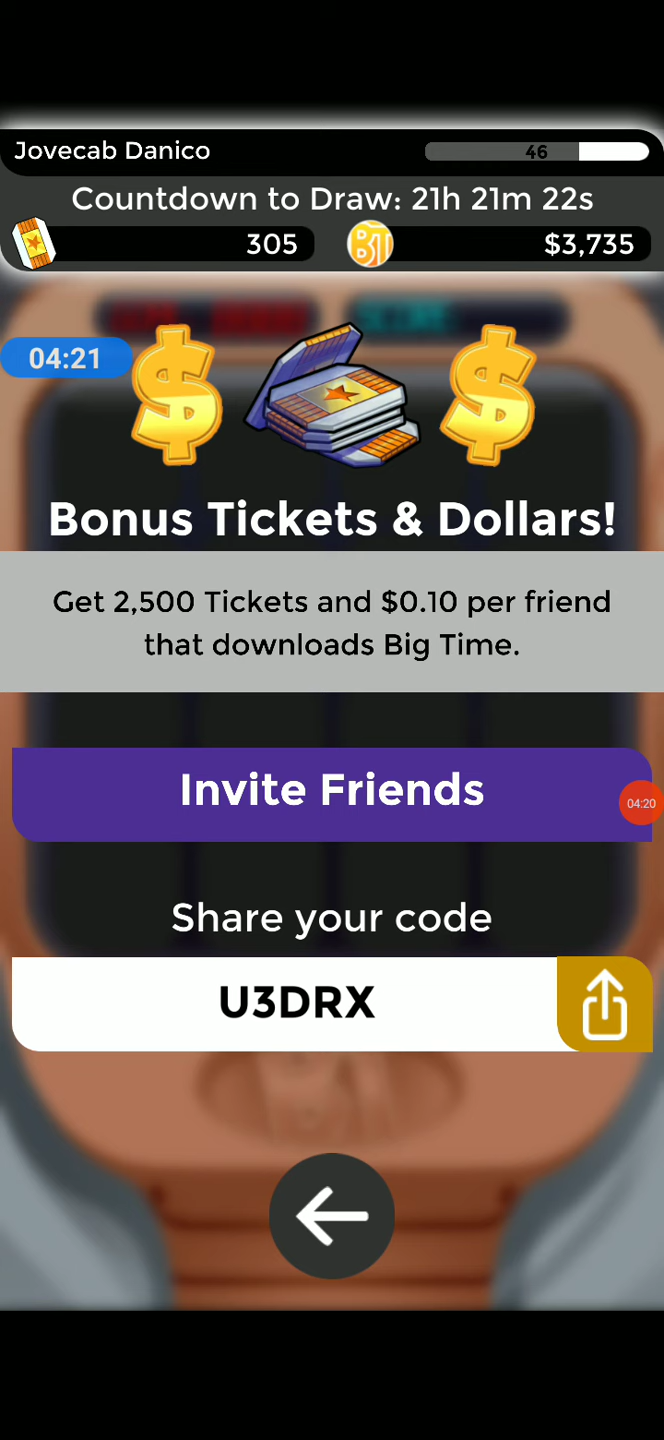 Jovecab Danico
46
Countdown to Draw: 21h 21m 22s
305
BT
$3,735
04:21
Bonus Tickets & Dollars!
Get 2,500 Tickets and $0.10 per friend
that downloads Big Time.
Invite Friends
04:20
Share your code
U3DRX